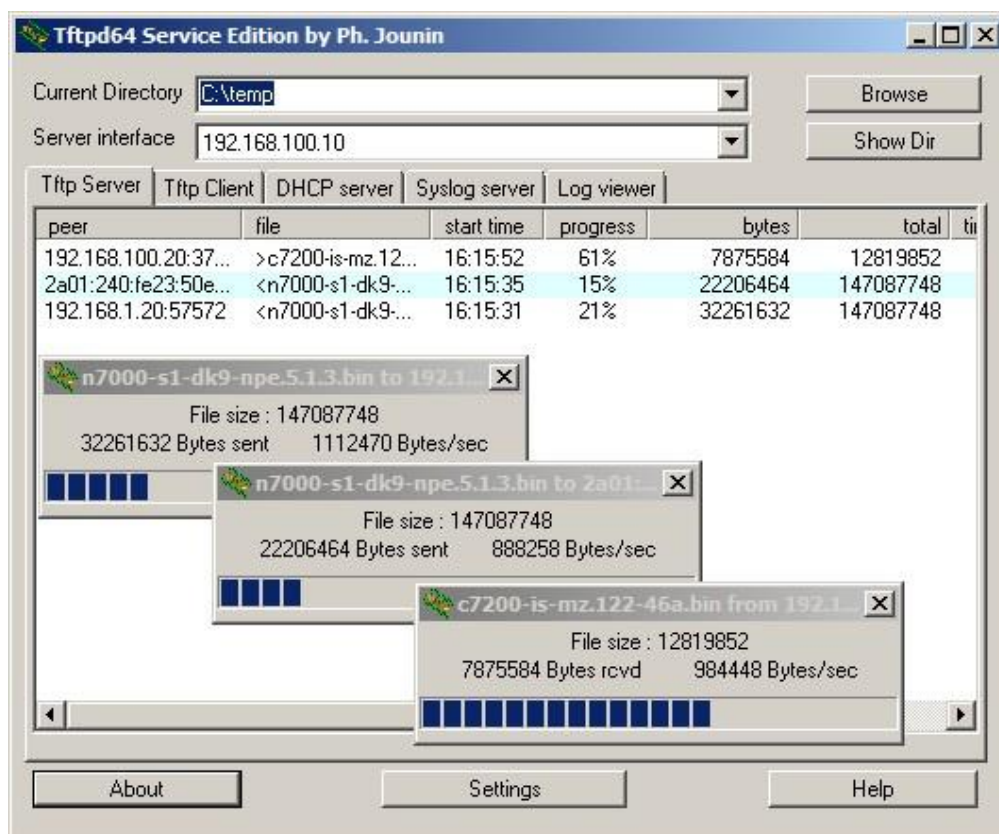 Tftpd64 Service Edition by Ph. Jounin
Current Directory C:\temp Browse
Server interface 192.168.100.10 Show Dir
Tftp Server Tftp Client DHCP server Syslog server Log viewer
peer file start time progress bytes total
192.168.100.20:37... >c7200-is-mz.12... 16:15:52 61% 7875584 12819852
2a01:240:fe23:50e... <n7000-s1-dk9-... 16:15:35 15% 22206464 147087748
192.168.1.20:57572 <n7000-s1-dk9-... 16:15:31 21% 32261632 147087748
n7000-s1-dk9-npe.5.1.3.bin to 192.1...
File size : 147087748
32261632 Bytes sent 1112470 Bytes/sec
n7000-s1-dk9-npe.5.1.3.bin to 2a01:...
File size : 147087748
22206464 Bytes sent 888258 Bytes/sec
c7200-is-mz.122-46a.bin from 192.1...
File size : 12819852
7875584 Bytes rcvd 984448 Bytes/sec
About Settings Help